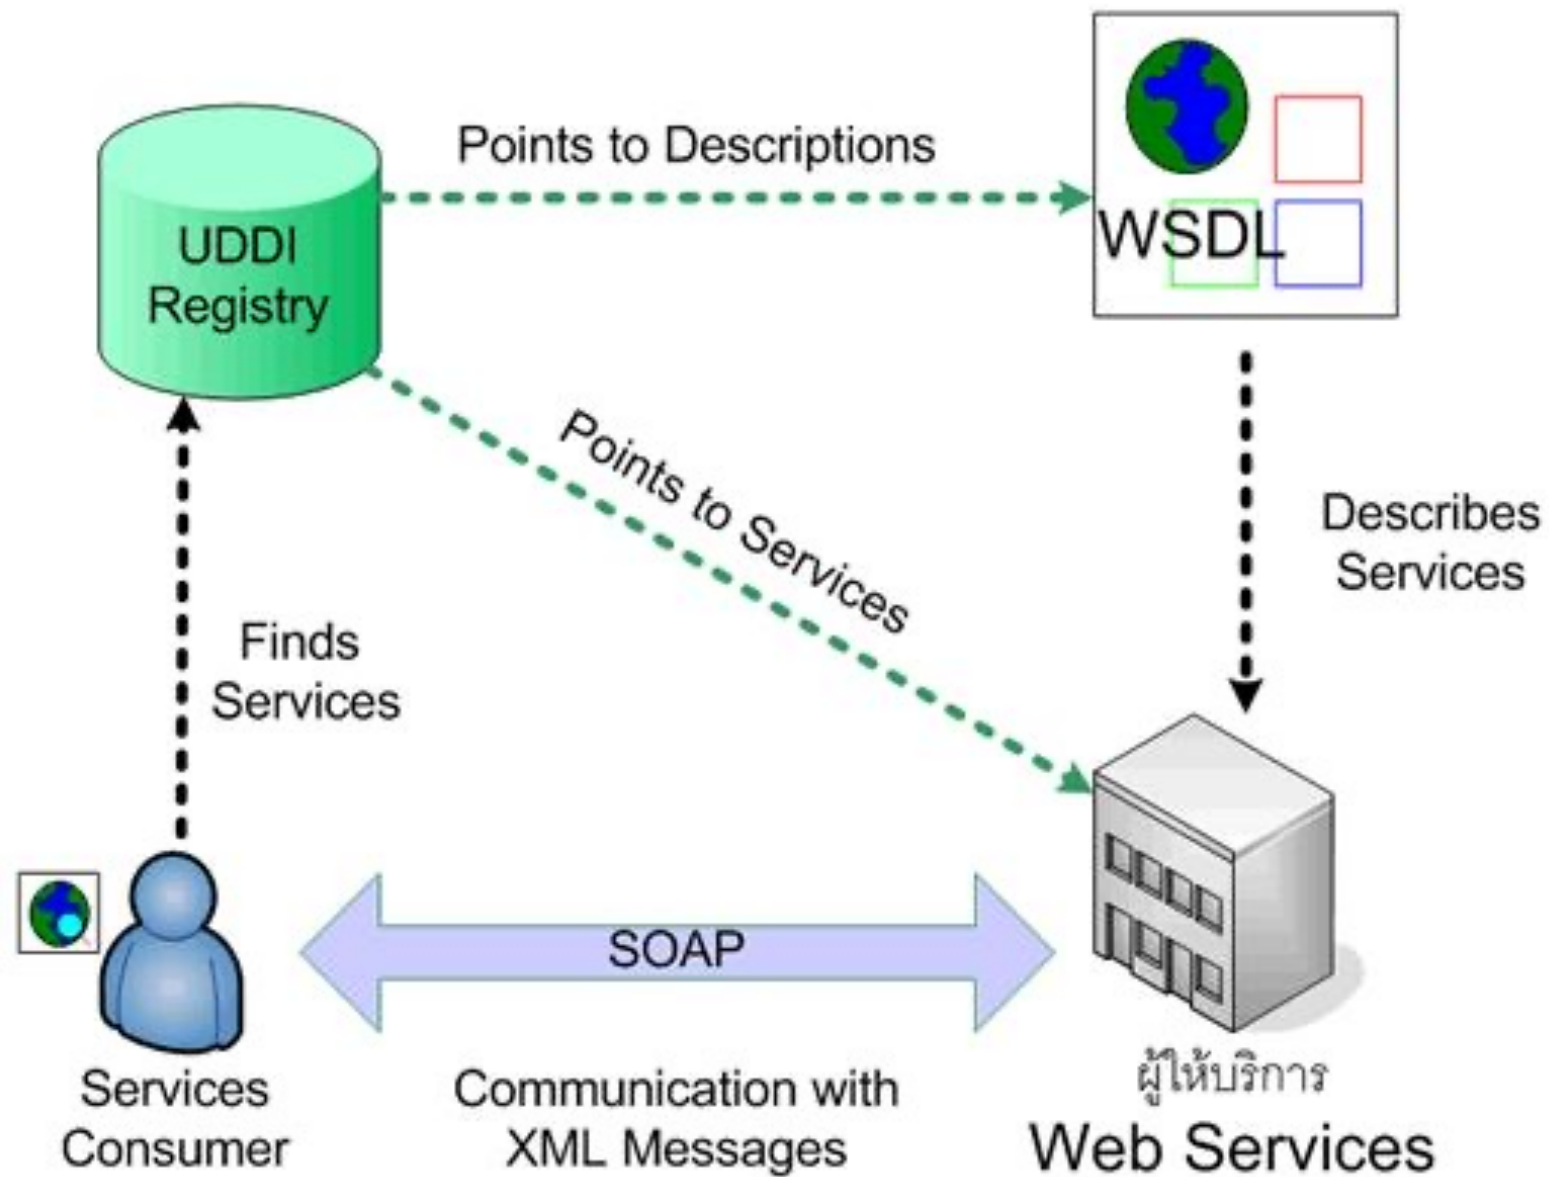 Points to Descriptions
WSDL
UDDI
Registry
Points to Services
Describes
Services
Finds
Services
SOAP
Services
Consumer
Communication with
XML Messages
ผู้ให้บริการ
Web Services